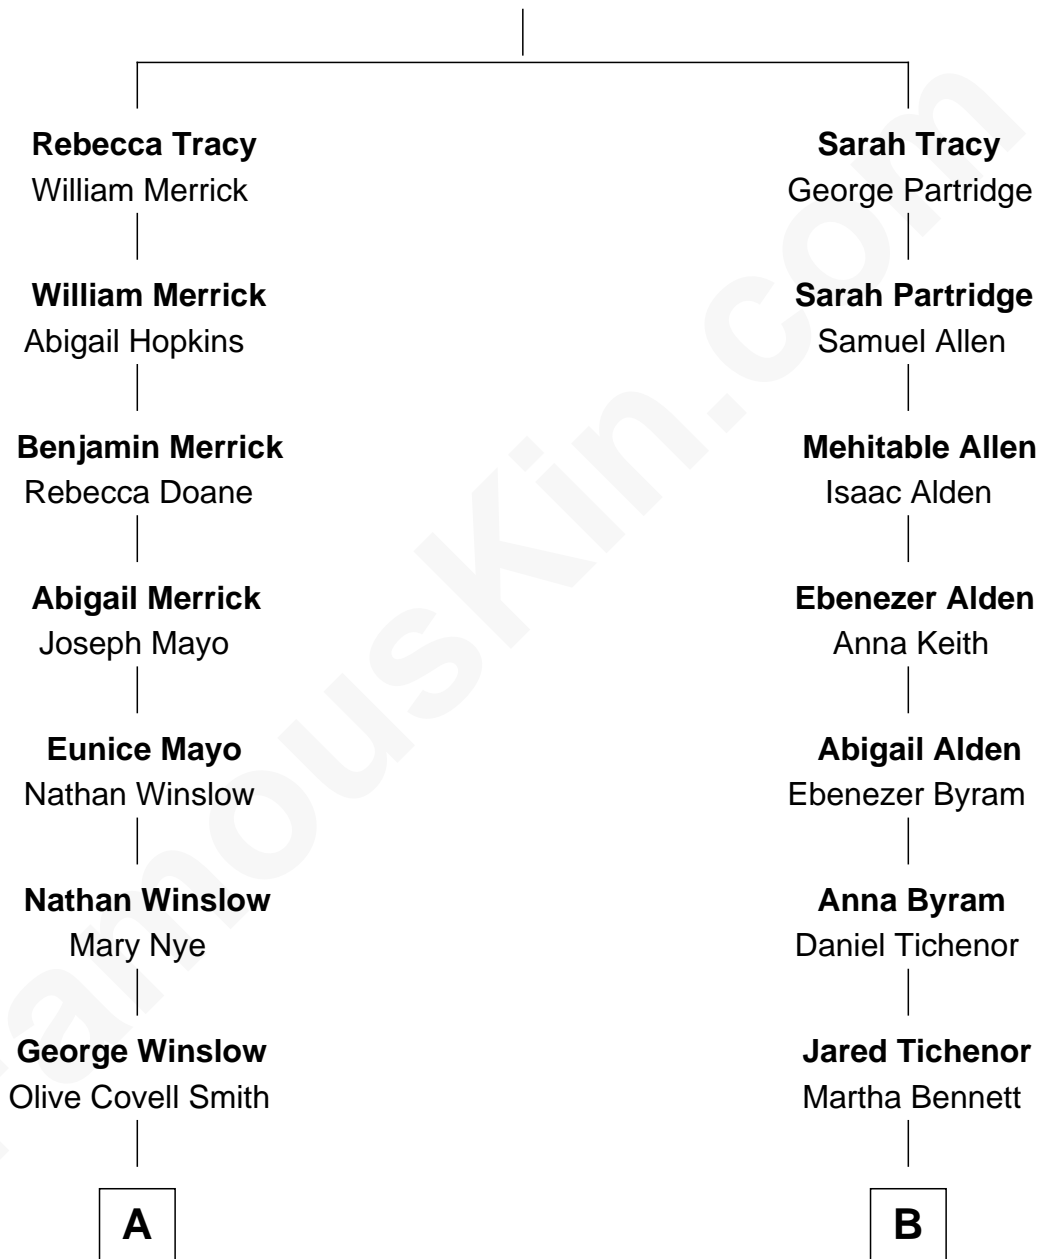 Rebecca Tracy
William Merrick
William Merrick
Abigail Hopkins
Benjamin Merrick
Rebecca Doane
Abigail Merrick
Joseph Mayo
Eunice Mayo
Nathan Winslow
Nathan Winslow
Mary Nye
George Winslow
Olive Covell Smith
A
Sarah Tracy
George Partridge
Sarah Partridge
Samuel Allen
Mehitable Allen
Isaac Alden
Ebenezer Alden
Anna Keith
Abigail Alden
Ebenezer Byram
Anna Byram
Daniel Tichenor
Jared Tichenor
Martha Bennett
B
FamousKin.com